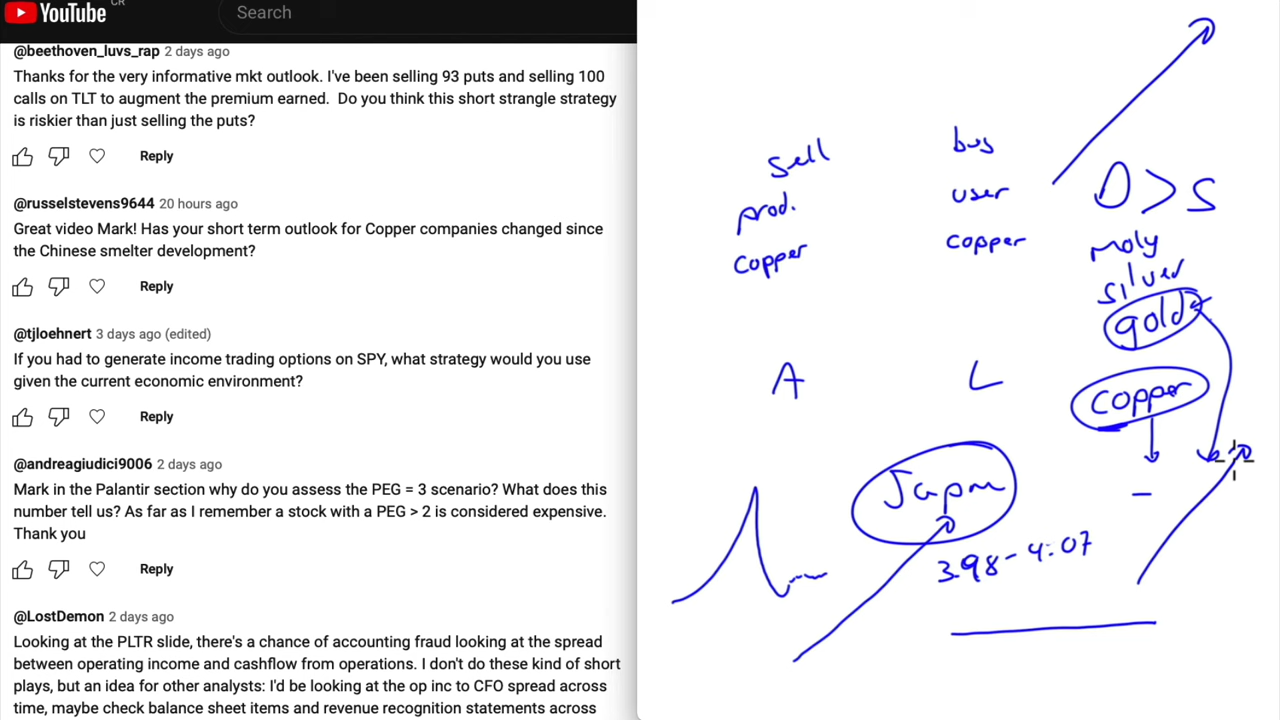 YouTube CR
Search
@beethoven_luvs_rap 2 days ago
Thanks for the very informative mkt outlook. I've been selling 93 puts and selling 100
calls on TLT to augment the premium earned. Do you think this short strangle strategy
is riskier than just selling the puts?
Reply
@russelstevens9644 20 hours ago
Great video Mark! Has your short term outlook for Copper companies changed since
the Chinese smelter development?
Reply
@tjloehnert 3 days ago (edited)
If you had to generate income trading options on SPY, what strategy would you use
given the current economic environment?
Reply
@andreagiudici9006 2 days ago
Mark in the Palantir section why do you assess the PEG = 3 scenario? What does this
number tell us? As far as I remember a stock with a PEG > 2 is considered expensive.
Thank you
Reply
@LostDemon 2 days ago
Looking at the PLTR slide, there's a chance of accounting fraud looking at the spread
between operating income and cashflow from operations. I don't do these kind of short
plays, but an idea for other analysts: I'd be looking at the op inc to CFO spread across
time, maybe check balance sheet items and revenue recognition statements across
sell
prod.
copper
user
copper
D > S
moly
silver
gold
copper
A
L
Japan
3.98 - 4.07